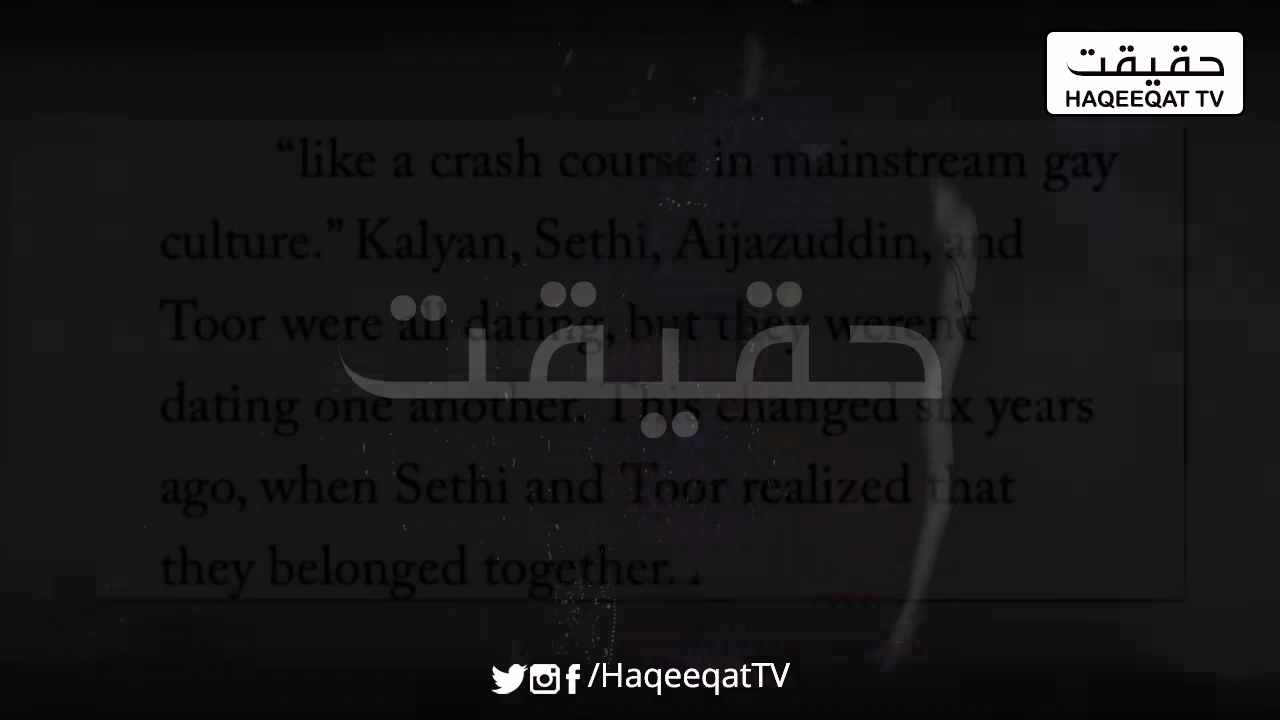 حقیقت
HAQEEQAT TV
“like a crash course in mainstream gay
culture.” Kalyan, Sethi, Aijazuddin, and
Toor were all dating, but they weren't
dating one another. This changed six years
ago, when Sethi and Toor realized that
they belonged together.
حقیقت
/HaqeeqatTV